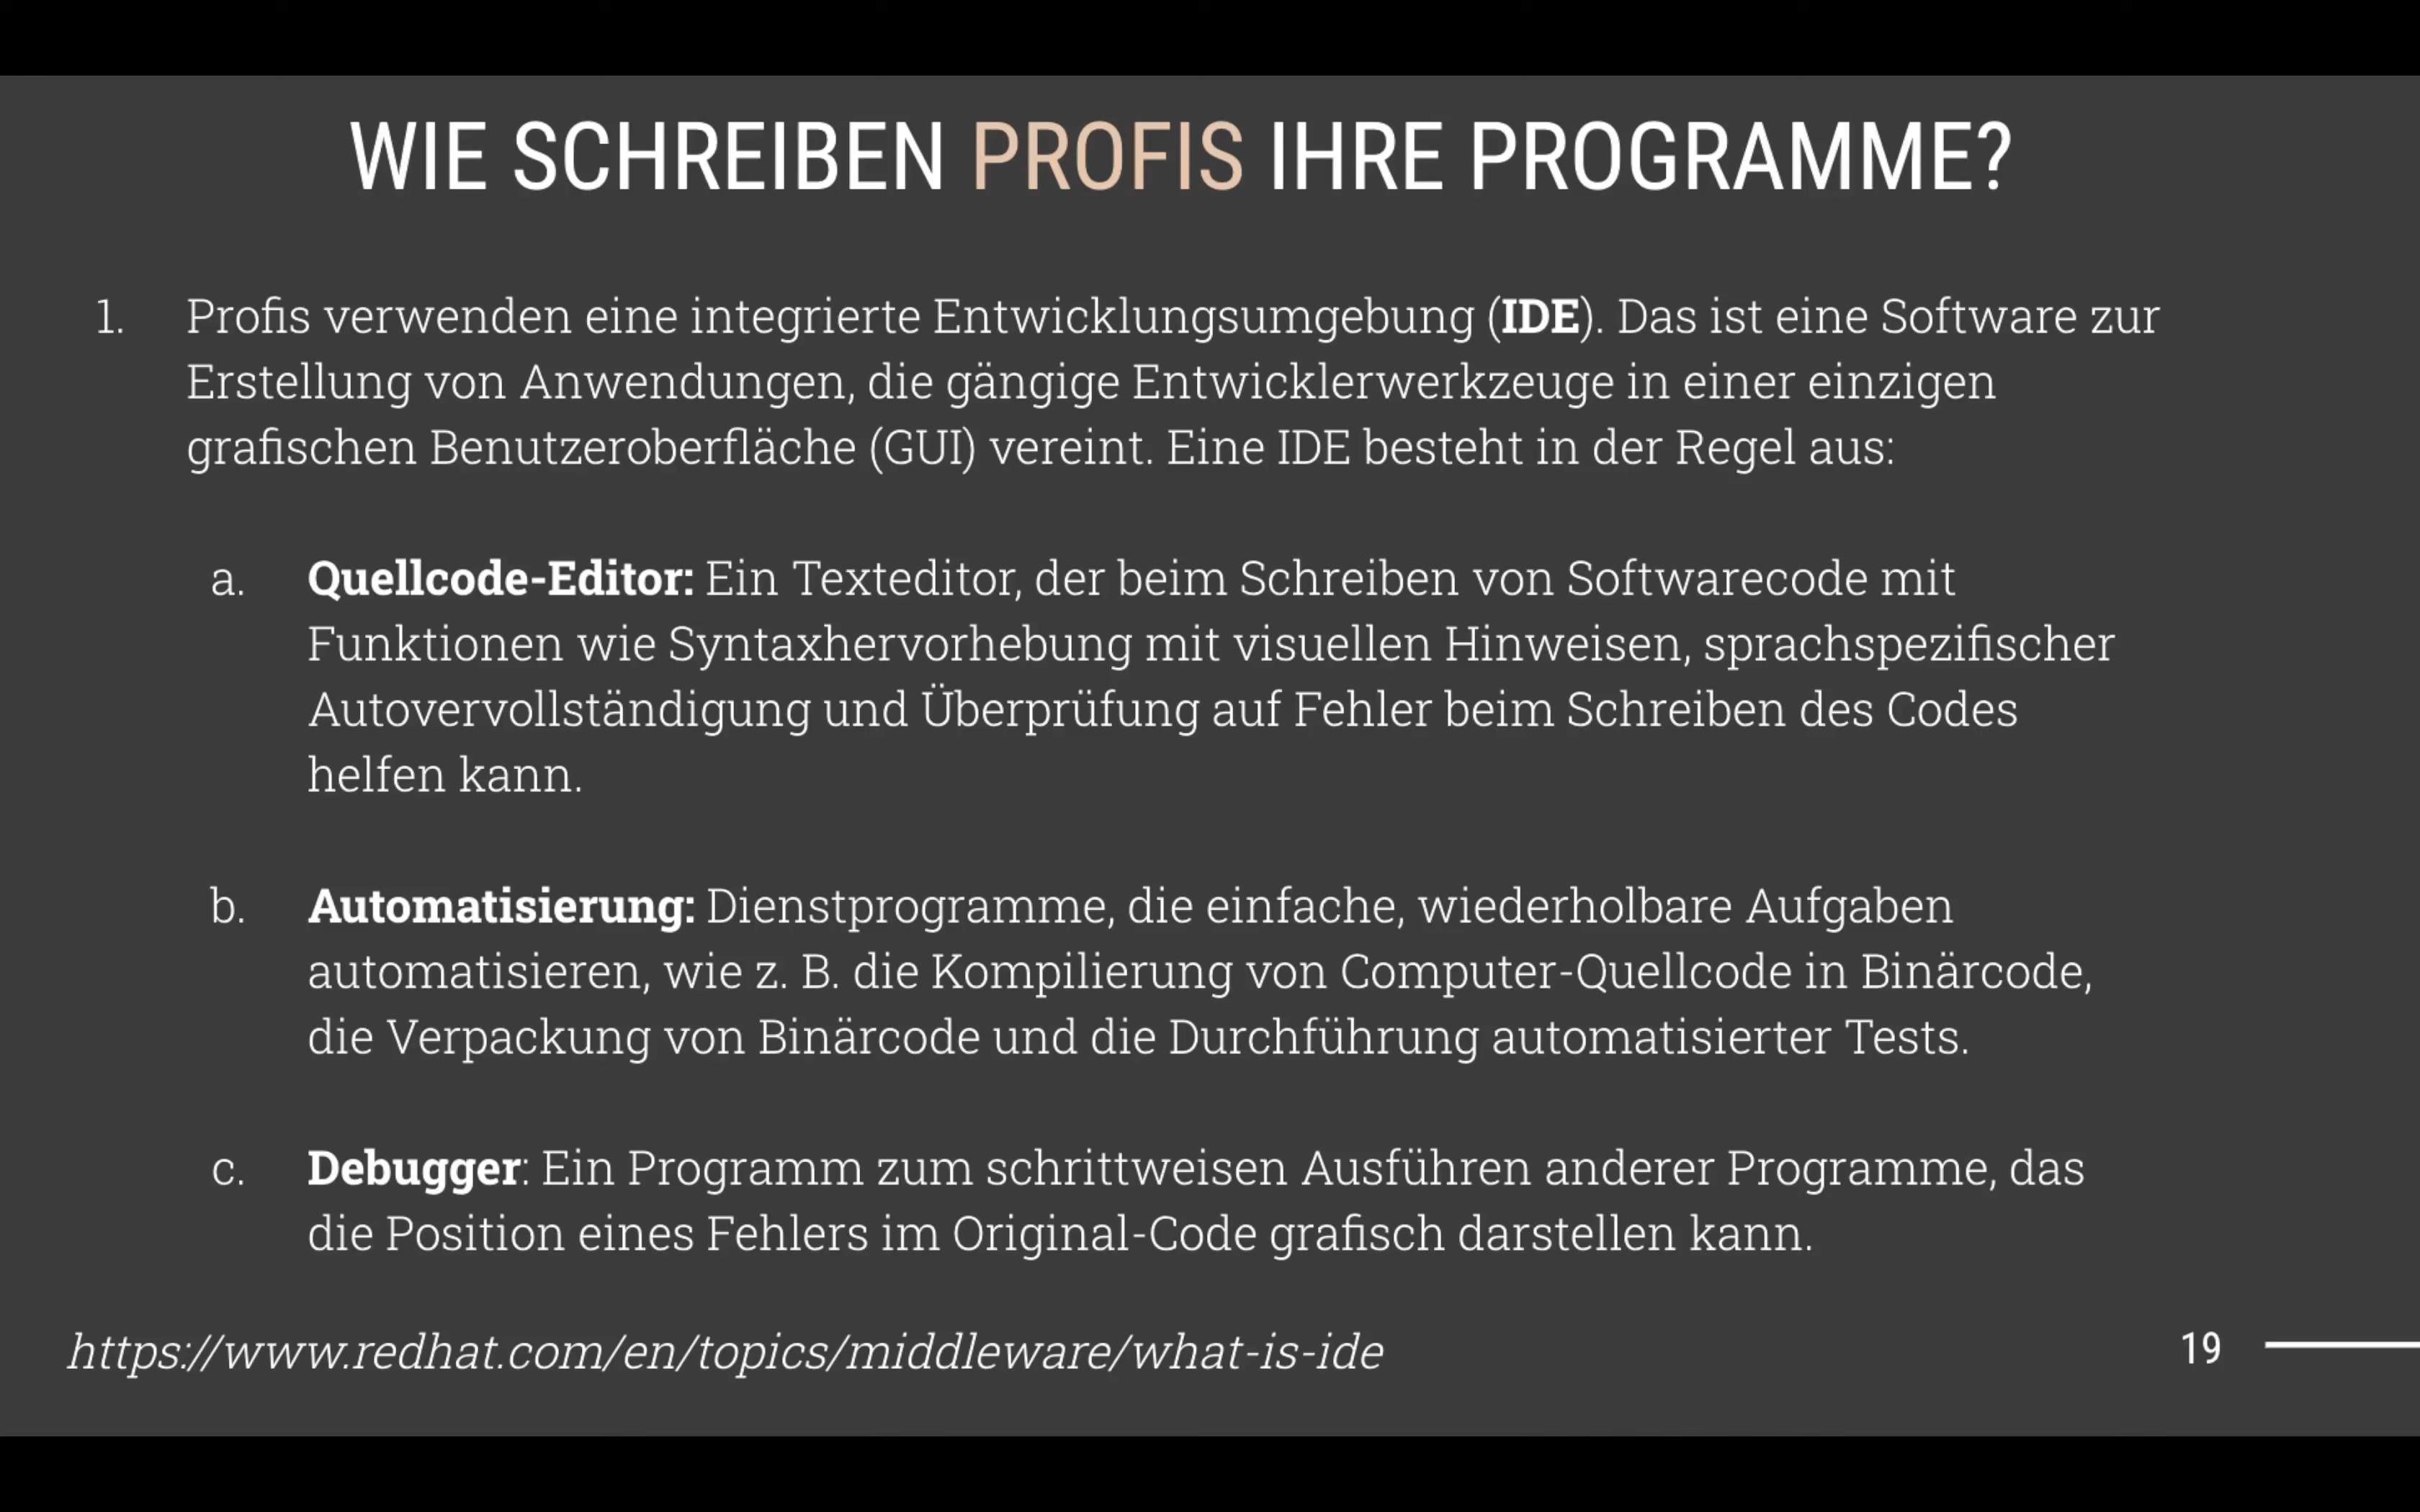 WIE SCHREIBEN PROFIS IHRE PROGRAMME?
1. Profis verwenden eine integrierte Entwicklungsumgebung (IDE). Das ist eine Software zur
Erstellung von Anwendungen, die gängige Entwicklerwerkzeuge in einer einzigen
grafischen Benutzeroberfläche (GUI) vereint. Eine IDE besteht in der Regel aus:
a. Quellcode-Editor: Ein Texteditor, der beim Schreiben von Softwarecode mit
Funktionen wie Syntaxhervorhebung mit visuellen Hinweisen, sprachspezifischer
Autovervollständigung und Überprüfung auf Fehler beim Schreiben des Codes
helfen kann.
b. Automatisierung: Dienstprogramme, die einfache, wiederholbare Aufgaben
automatisieren, wie z. B. die Kompilierung von Computer-Quellcode in Binärcode,
die Verpackung von Binärcode und die Durchführung automatisierter Tests.
c. Debugger: Ein Programm zum schrittweisen Ausführen anderer Programme, das
die Position eines Fehlers im Original-Code grafisch darstellen kann.
https://www.redhat.com/en/topics/middleware/what-is-ide
19